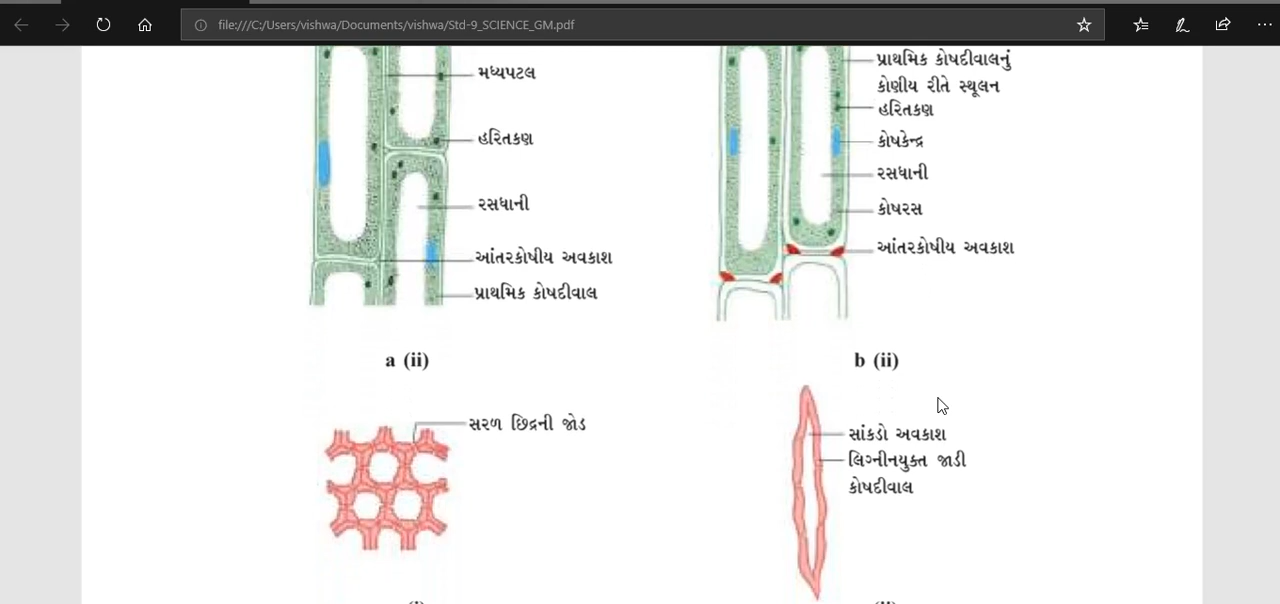 file:///C:/Users/vishwa/Documents/vishwa/Std-9_SCIENCE_GM.pdf
મધ્યપટલ
હરિતકણ
રસધાની
આંતરકોષીય અવકાશ
પ્રાથમિક કોષદીવાલ
a (ii)
પ્રાથમિક કોષદીવાલનું
કોણીય રીતે સ્થૂલન
હરિતકણ
કોષકેન્દ્ર
રસધાની
કોષરસ
આંતરકોષીય અવકાશ
b (ii)
સરળ છિદ્રની જોડ
સાંકડો અવકાશ
લિગ્નીનયુક્ત જાડી
કોષદીવાલ